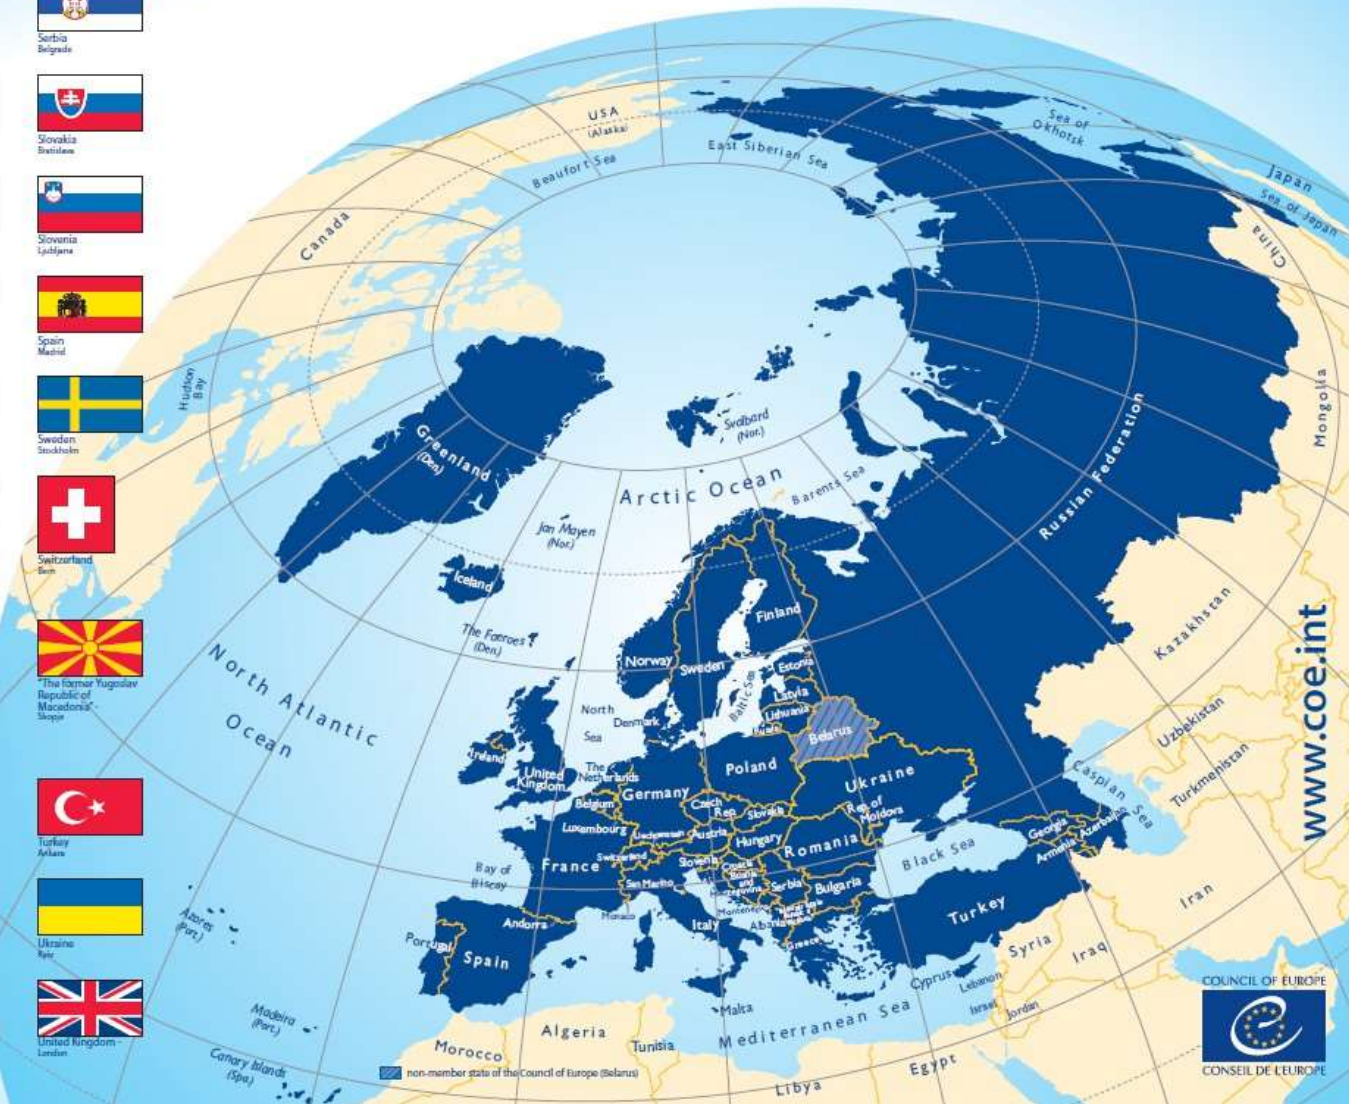 Serbia
Belgrade
Slovakia
Bratislava
Slovenia
Ljubljana
Spain
Madrid
Sweden
Stockholm
Switzerland
Bern
"The former Yugoslav
Republic of
Macedonia" -
Skopje
Turkey
Ankara
Ukraine
Kyiv
United Kingdom -
London
USA
(Alaska)
Beaufort Sea
East Siberian Sea
Sea of
Okhotsk
Japan
Sea of Japan
China
Canada
Hudson
Bay
Mongolia
Greenland
(Den)
Svalbard
(Nor.)
Arctic Ocean
Barents Sea
Russian Federation
Jan Mayen
(Nor.)
Iceland
The Faeroes
(Den.)
Finland
Norway
Sweden
Estonia
Latvia
Lithuania
Baltic Sea
Kazakhstan
Uzbekistan
Turkmenistan
Caspian Sea
www.coe.int
North Atlantic
Ocean
North
Sea
Denmark
Belarus
Ireland
United
Kingdom
The
Netherlands
Poland
Ukraine
Germany
Belgium
Czech
Rep.
Slovakia
Rep. of
Moldova
Luxembourg
Liechtenstein
Austria
Hungary
Romania
Georgia
Azerbaijan
Armenia
Bay of
Biscay
France
Switzerland
Slovenia
Croatia
Bosnia
and
Herzegovina
Serbia
Bulgaria
Black Sea
San Marino
Monaco
Montenegro
Andorra
Italy
Albania
Greece
Turkey
Iran
Azores
(Port.)
Portugal
Spain
Syria
Iraq
Cyprus
Lebanon
Israel
Jordan
Malta
Mediterranean Sea
Madeira
(Port.)
Algeria
Tunisia
Morocco
Canary Islands
(Spa.)
Libya
Egypt
non-member state of the Council of Europe (Belarus)
COUNCIL OF EUROPE
CONSEIL DE L'EUROPE